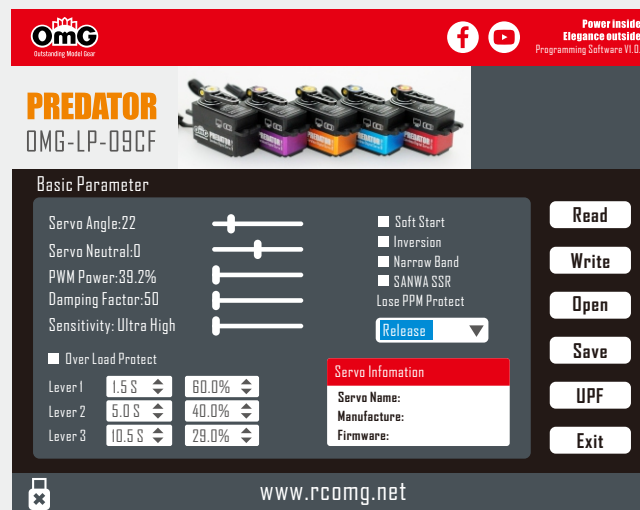 OmG
Outstanding Model Gear
Power inside
Elegance outside
Programming Software V1.0.
PREDATOR
OMG-LP-09CF
Basic Parameter
Servo Angle:22
Servo Neutral:0
PWM Power:39.2%
Damping Factor:50
Sensitivity: Ultra High
Over Load Protect
Lever 1 1.5 S 60.0%
Lever 2 5.0 S 40.0%
Lever 3 10.5 S 29.0%
Soft Start
Inversion
Narrow Band
SANWA SSR
Lose PPM Protect
Release
Servo Infomation
Servo Name:
Manufacture:
Firmware:
Read
Write
Open
Save
UPF
Exit
www.rcomg.net